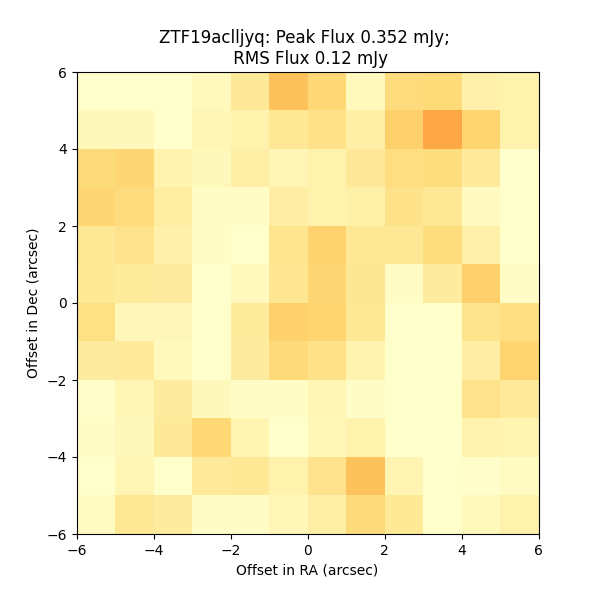 ZTF19aclljyq: Peak Flux 0.352 mJy;
RMS Flux 0.12 mJy
6
4
2
0
−2
−4
−6
Offset in Dec (arcsec)
−6 −4 −2 0 2 4 6
Offset in RA (arcsec)